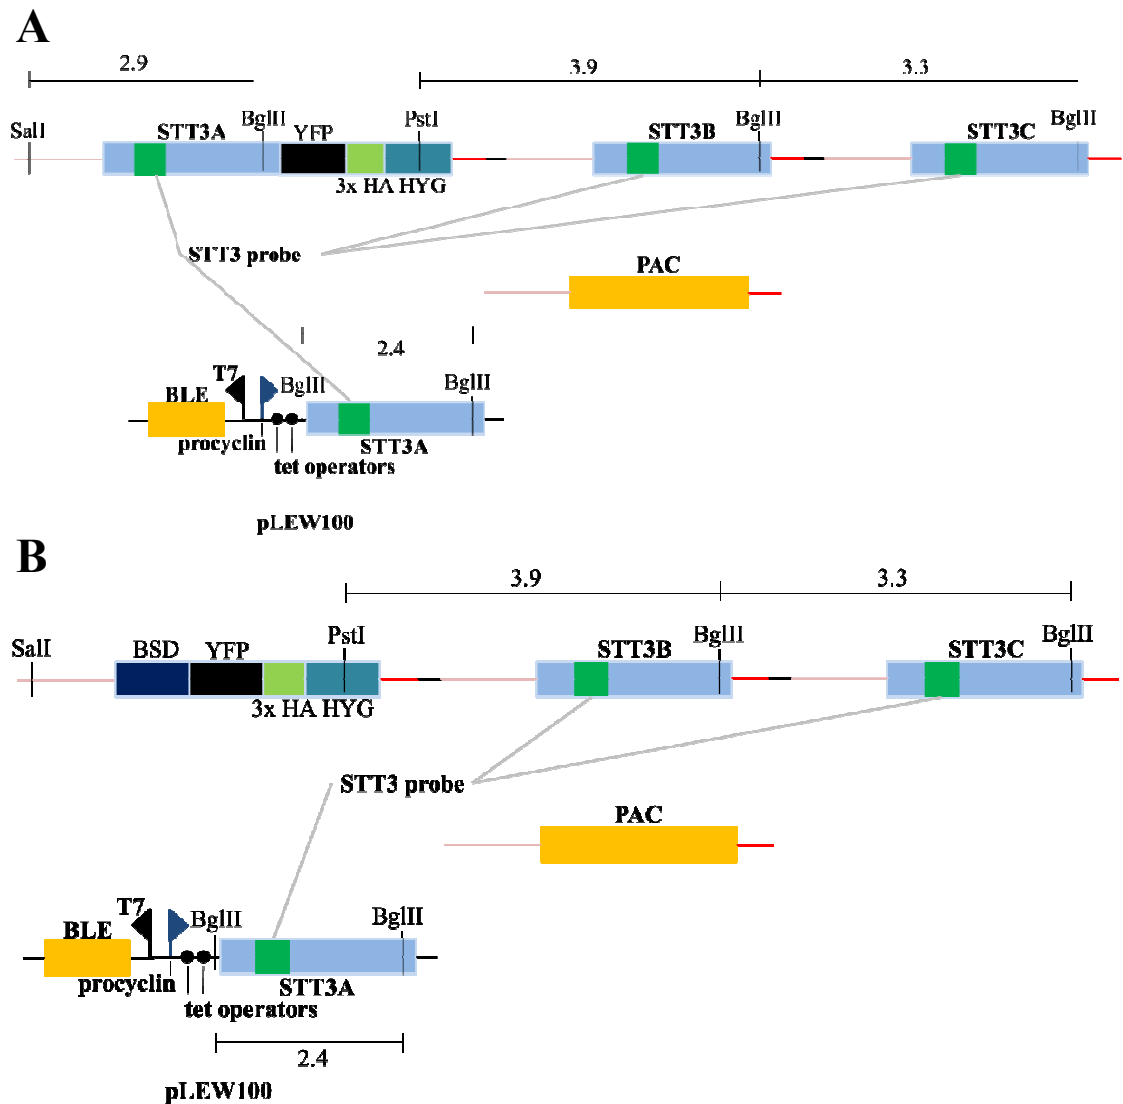 A
2.9
3.9
3.3
SalI
STT3A
BglII
YFP
PstI
STT3B
BglII
STT3C
BglII
3x HA HYG
STT3 probe
PAC
2.4
T7
BLE
BglII
BglII
procyclin
STT3A
tet operators
pLEW100
B
3.9
3.3
SalI
BSD
YFP
PstI
STT3B
BglII
STT3C
BglII
3x HA HYG
STT3 probe
PAC
T7
BLE
BglII
BglII
procyclin
STT3A
tet operators
2.4
pLEW100